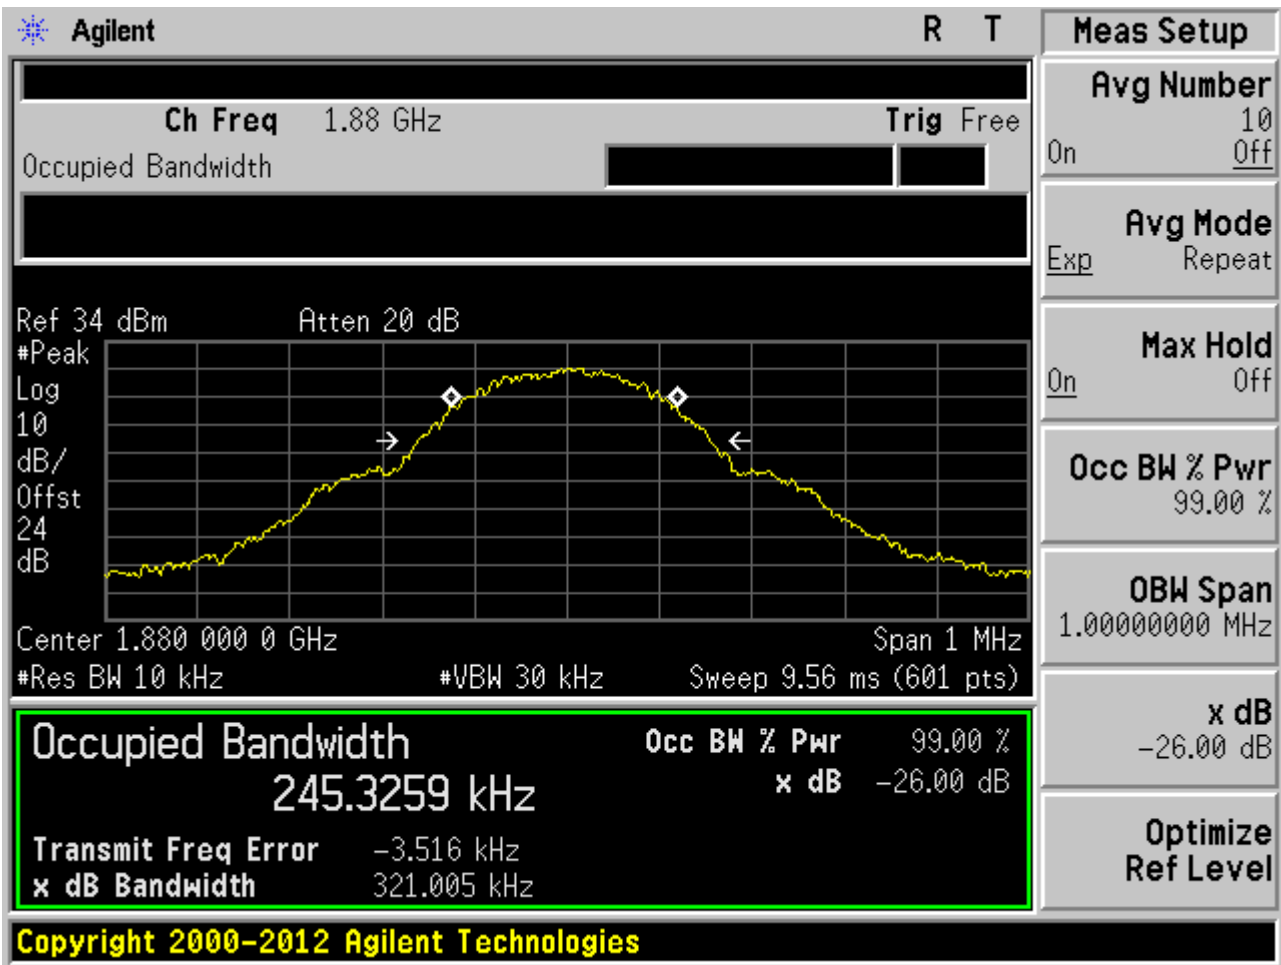 Agilent R T
Ch Freq 1.88 GHz Trig Free
Occupied Bandwidth
Ref 34 dBm Atten 20 dB
#Peak
Log
10
dB/
Offst
24
dB
Center 1.880 000 0 GHz Span 1 MHz
#Res BW 10 kHz #VBW 30 kHz Sweep 9.56 ms (601 pts)
Occupied Bandwidth Occ BW % Pwr 99.00 %
245.3259 kHz x dB -26.00 dB
Transmit Freq Error -3.516 kHz
x dB Bandwidth 321.005 kHz
Copyright 2000-2012 Agilent Technologies
Meas Setup
Avg Number
10
On Off
Avg Mode
Exp Repeat
Max Hold
On Off
Occ BW % Pwr
99.00 %
OBW Span
1.00000000 MHz
x dB
-26.00 dB
Optimize
Ref Level